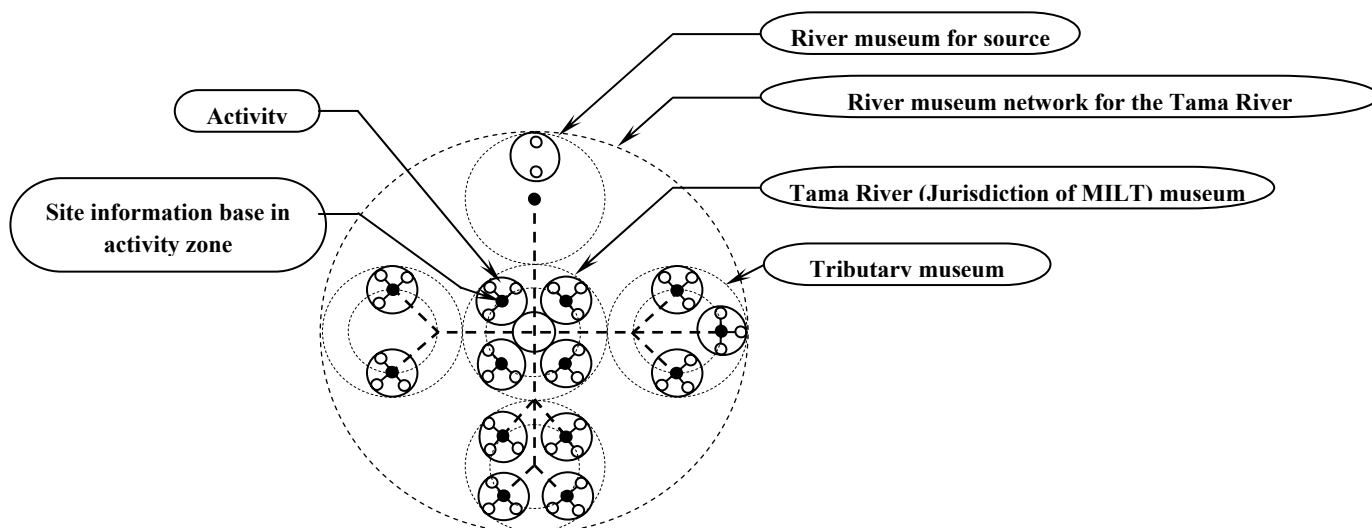 River museum for source
River museum network for the Tama River
Activity
Tama River (Jurisdiction of MILT) museum
Site information base in
activity zone
Tributary museum